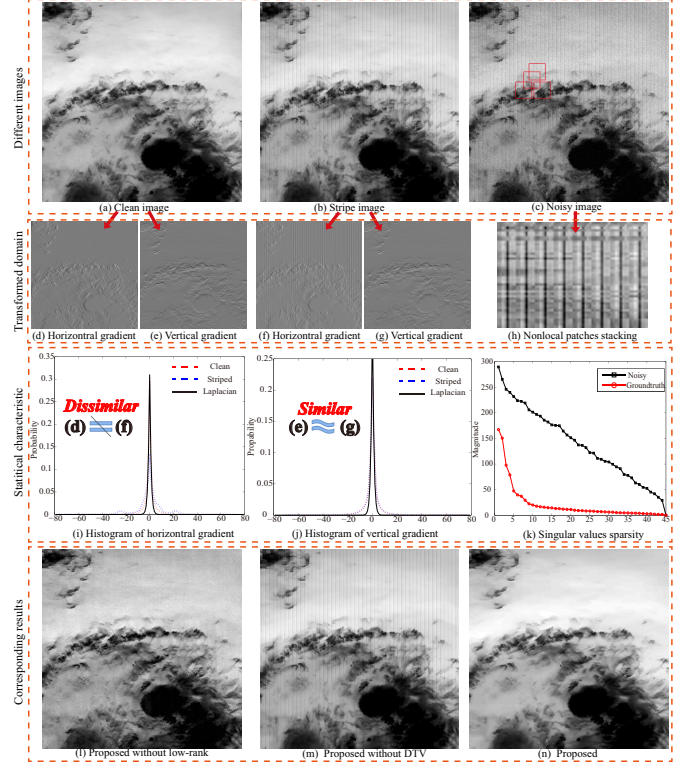 Different images
(a) Clean image
(b) Stripe image
(c) Noisy image
Transformed domain
(d) Horizontral gradient
(e) Vertical gradient
(f) Horizontral gradient
(g) Vertical gradient
(h) Nonlocal patches stacking
Statitical characteristic
Probability
0.35
0.3
0.25
0.2
0.15
0.1
0.05
0
−80 −60 −40 −20 0 20 40 60 80
Clean
Striped
Laplacian
Dissimilar
(d) (f)
(i) Histogram of horizontal gradient
Propability
0.25
0.2
0.15
0.1
0.05
0
−80 −60 −40 −20 0 20 40 60 80
Clean
Striped
Laplacian
Similar
(e) (g)
(j) Histogram of vertical gradient
Magnitude
300
250
200
150
100
50
0
0 5 10 15 20 25 30 35 40 45
Noisy
Groundtruth
(k) Singular values sparsity
Corresponding results
(l) Proposed without low-rank
(m) Proposed without DTV
(n) Proposed